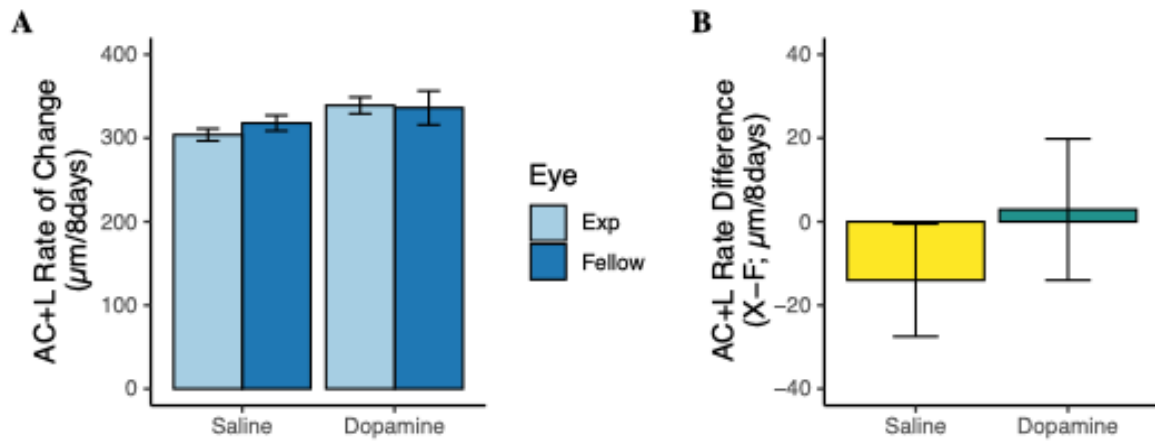 A
AC+L Rate of Change
(µm/8days)
400
300
200
100
0
Saline
Dopamine
Eye
Exp
Fellow
B
AC+L Rate Difference
(X−F; µm/8days)
40
20
0
−20
−40
Saline
Dopamine